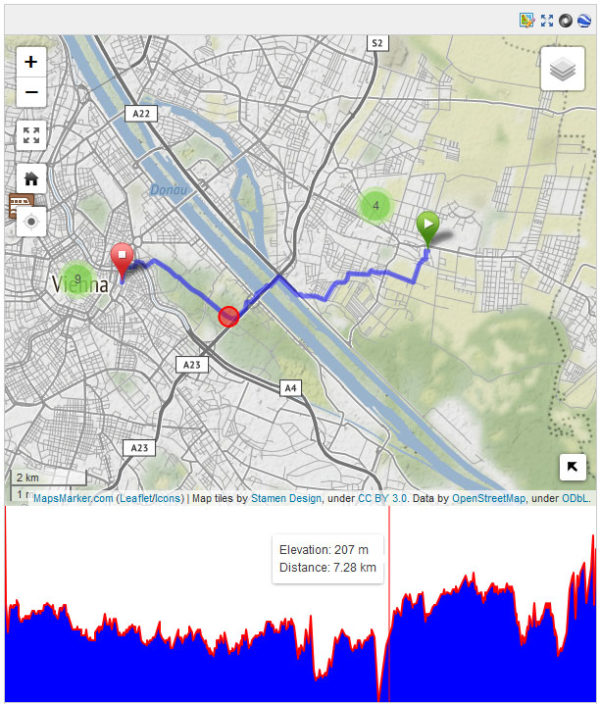 S2
+
−
A22
Donau
4
9
Vienna
A23
A4
A23
2 km
1 m
MapsMarker.com (Leaflet/Icons) | Map tiles by Stamen Design, under CC BY 3.0. Data by OpenStreetMap, under ODbL.
Elevation: 207 m
Distance: 7.28 km